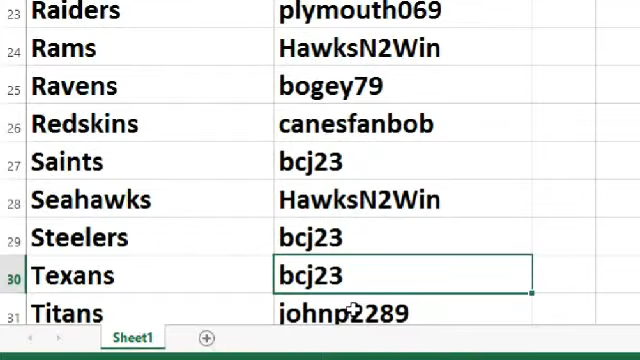 23 Raiders plymouth069
24 Rams HawksN2Win
25 Ravens bogey79
26 Redskins canesfanbob
27 Saints bcj23
28 Seahawks HawksN2Win
29 Steelers bcj23
30 Texans bcj23
31 Titans johnp2289
Sheet1